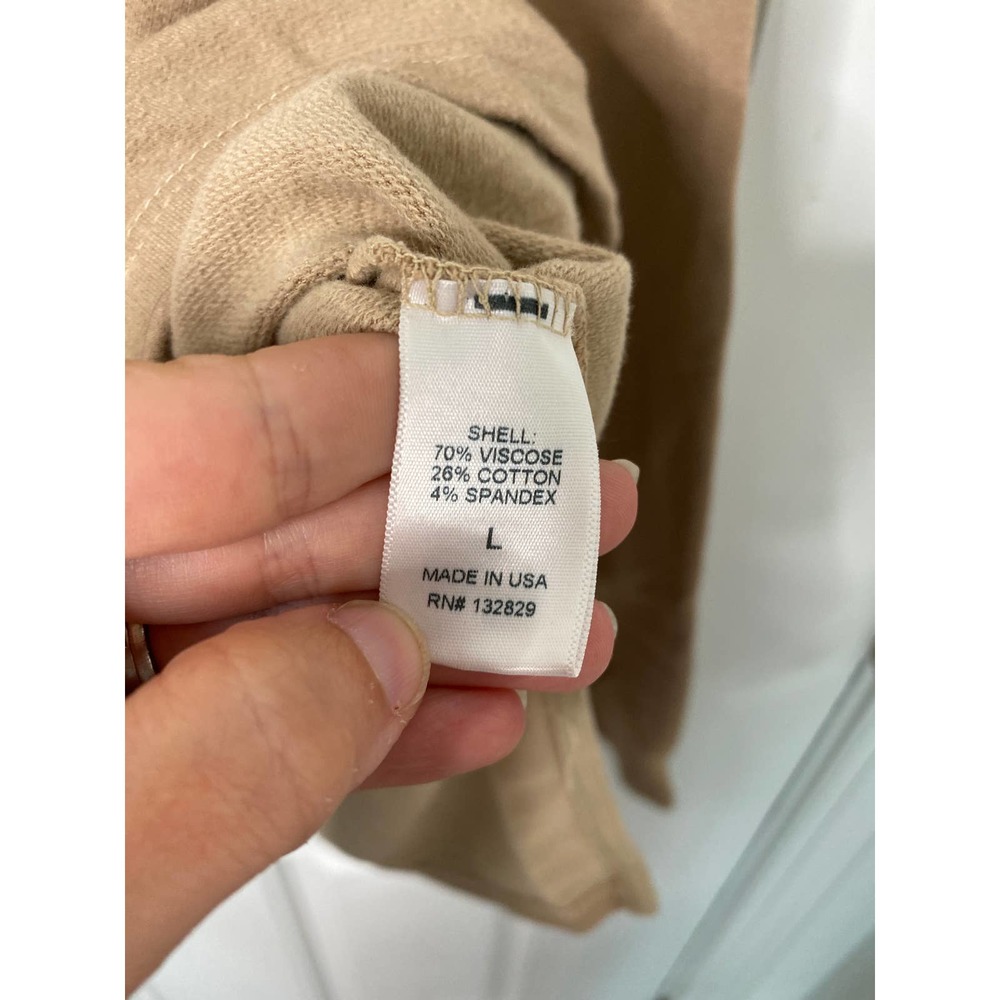 SHELL:
70% VISCOSE
26% COTTON
4% SPANDEX
L
MADE IN USA
RN# 132829